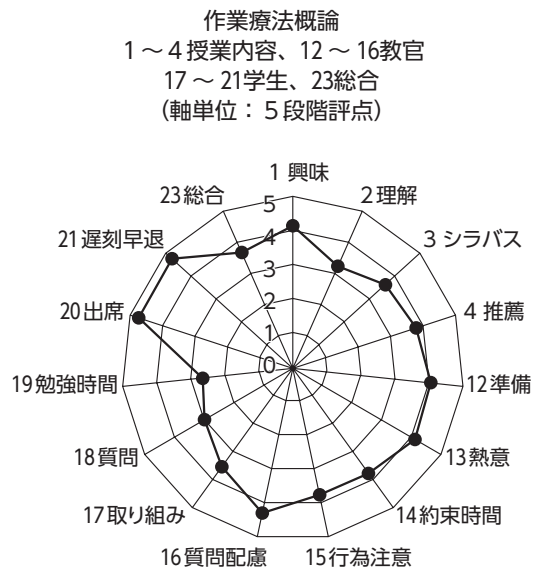 作業療法概論
1 ～ 4 授業内容、12 ～ 16教官
17 ～ 21学生、23総合
（軸単位：５段階評点）
1 興味
2 理解
3 シラバス
4 推薦
12準備
13熱意
14約束時間
15行為注意
16質問配慮
17取り組み
18質問
19勉強時間
20出席
21遅刻早退
23総合
5
4
3
2
1
0